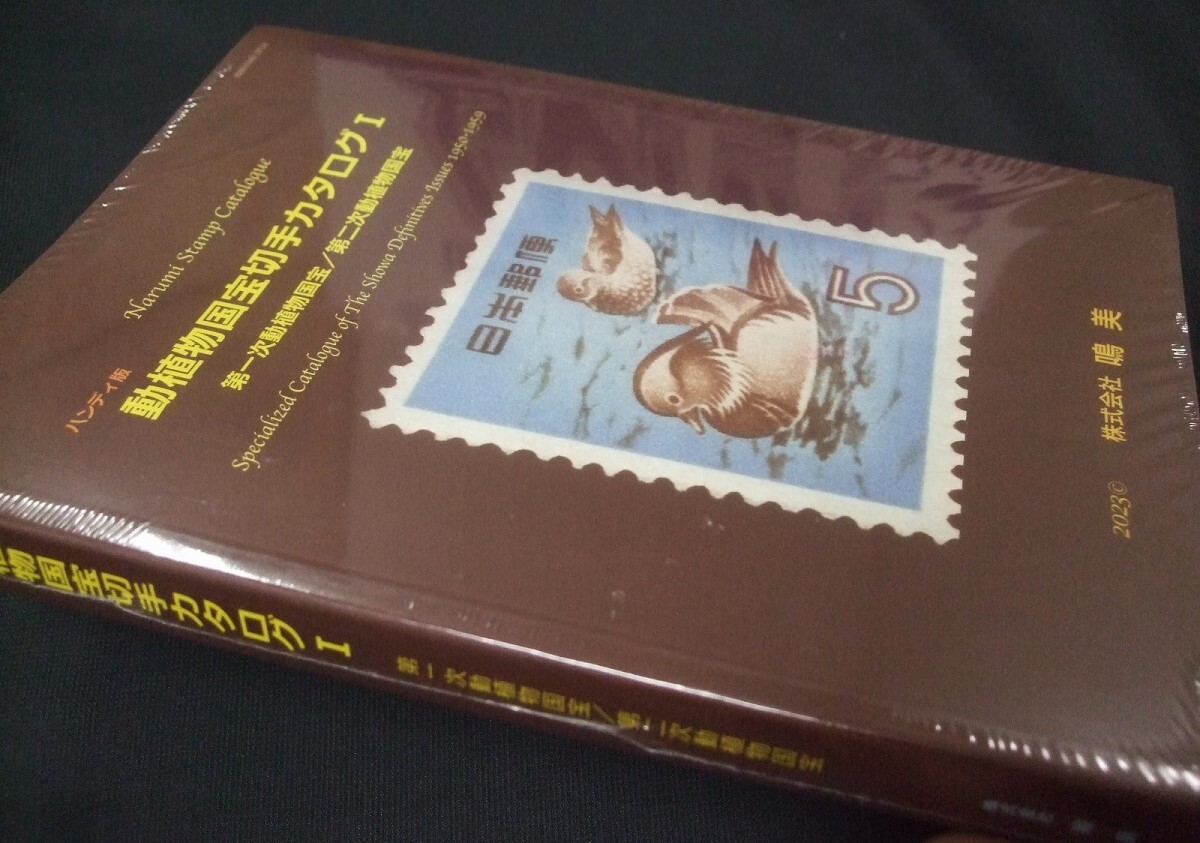 Narumi Stamp Catalogue
ハンディ版
動植物国宝切手カタログ I
第一次動植物国宝/第二次動植物国宝
Specialized Catalogue of The Showa Definitives Issues 1950-1959
日本郵便
5
2023© 株式会社 鳴美
物国宝切手カタログ I
第一次動植物国宝/第二次動植物国宝